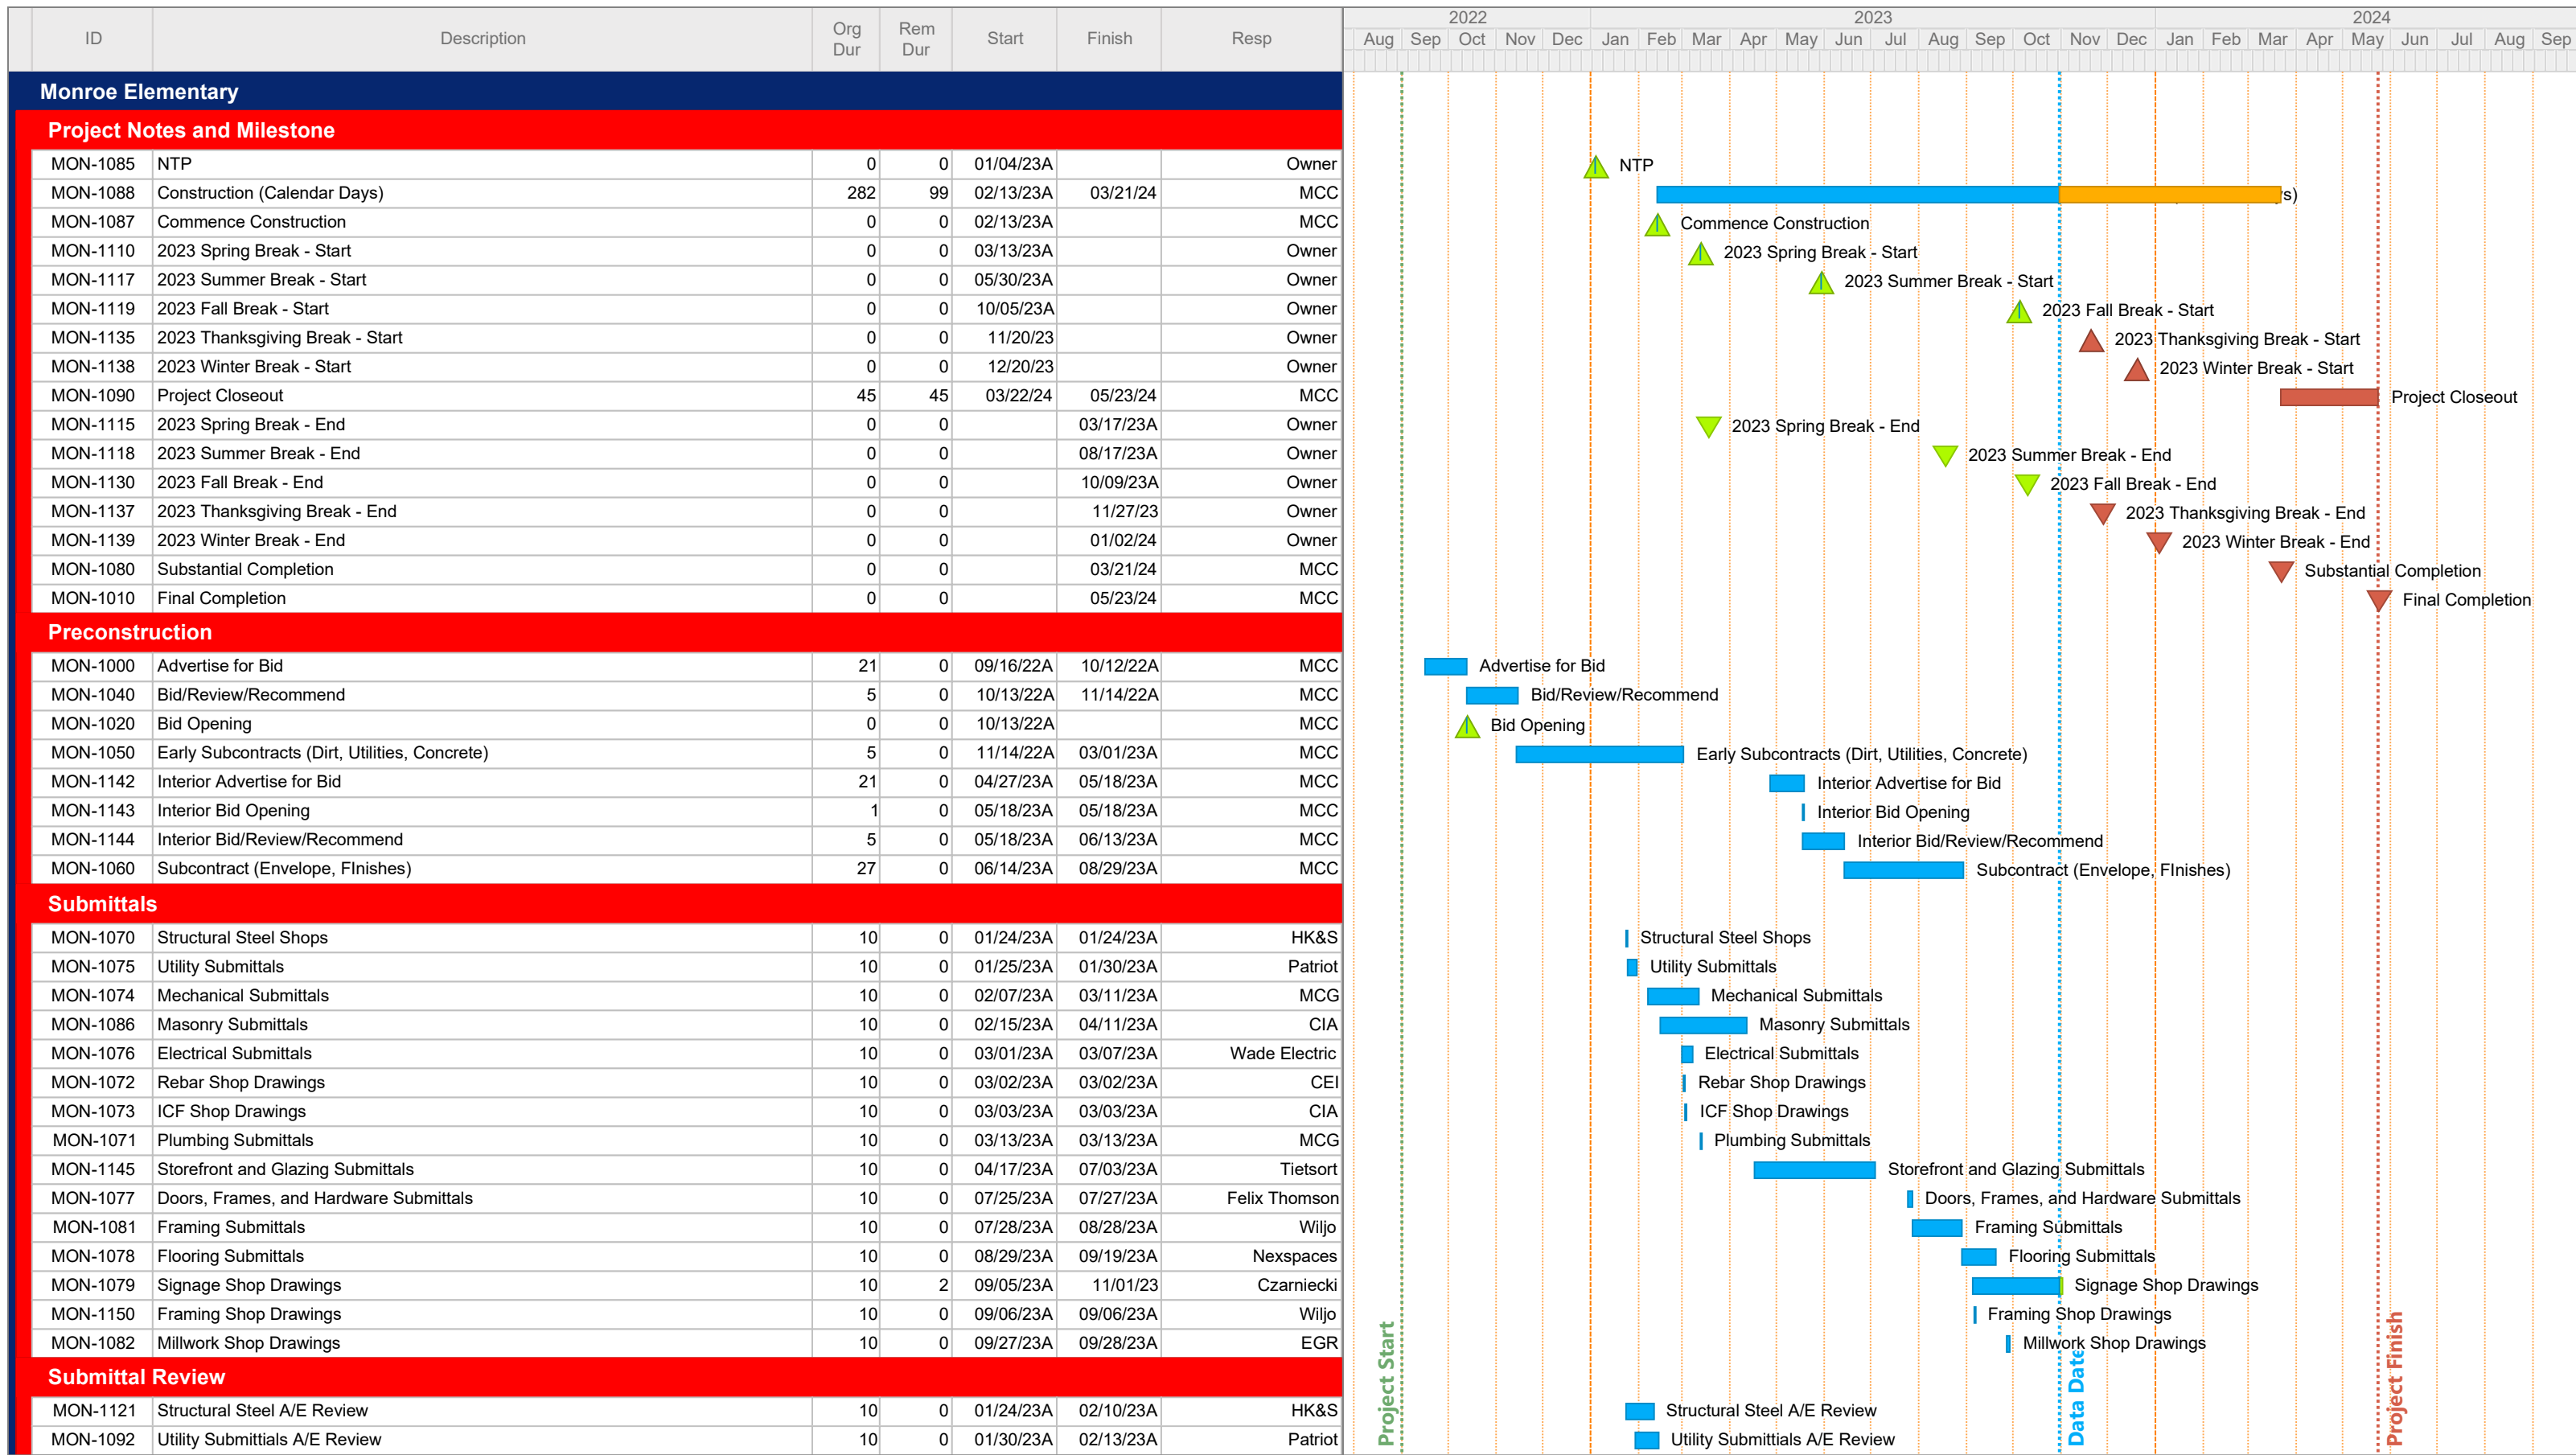 ID Description Org Dur Rem Dur Start Finish Resp
2022 2023 2024
Aug Sep Oct Nov Dec Jan Feb Mar Apr May Jun Jul Aug Sep Oct Nov Dec Jan Feb Mar Apr May Jun Jul Aug Sep
Monroe Elementary
Project Notes and Milestone
MON-1085 NTP 0 0 01/04/23A Owner NTP
MON-1088 Construction (Calendar Days) 282 99 02/13/23A 03/21/24 MCC s)
MON-1087 Commence Construction 0 0 02/13/23A MCC Commence Construction
MON-1110 2023 Spring Break - Start 0 0 03/13/23A Owner 2023 Spring Break - Start
MON-1117 2023 Summer Break - Start 0 0 05/30/23A Owner 2023 Summer Break - Start
MON-1119 2023 Fall Break - Start 0 0 10/05/23A Owner 2023 Fall Break - Start
MON-1135 2023 Thanksgiving Break - Start 0 0 11/20/23 Owner 2023 Thanksgiving Break - Start
MON-1138 2023 Winter Break - Start 0 0 12/20/23 Owner 2023 Winter Break - Start
MON-1090 Project Closeout 45 45 03/22/24 05/23/24 MCC Project Closeout
MON-1115 2023 Spring Break - End 0 0 03/17/23A Owner 2023 Spring Break - End
MON-1118 2023 Summer Break - End 0 0 08/17/23A Owner 2023 Summer Break - End
MON-1130 2023 Fall Break - End 0 0 10/09/23A Owner 2023 Fall Break - End
MON-1137 2023 Thanksgiving Break - End 0 0 11/27/23 Owner 2023 Thanksgiving Break - End
MON-1139 2023 Winter Break - End 0 0 01/02/24 Owner 2023 Winter Break - End
MON-1080 Substantial Completion 0 0 03/21/24 MCC Substantial Completion
MON-1010 Final Completion 0 0 05/23/24 MCC Final Completion
Preconstruction
MON-1000 Advertise for Bid 21 0 09/16/22A 10/12/22A MCC Advertise for Bid
MON-1040 Bid/Review/Recommend 5 0 10/13/22A 11/14/22A MCC Bid/Review/Recommend
MON-1020 Bid Opening 0 0 10/13/22A MCC Bid Opening
MON-1050 Early Subcontracts (Dirt, Utilities, Concrete) 5 0 11/14/22A 03/01/23A MCC Early Subcontracts (Dirt, Utilities, Concrete)
MON-1142 Interior Advertise for Bid 21 0 04/27/23A 05/18/23A MCC Interior Advertise for Bid
MON-1143 Interior Bid Opening 1 0 05/18/23A 05/18/23A MCC Interior Bid Opening
MON-1144 Interior Bid/Review/Recommend 5 0 05/18/23A 06/13/23A MCC Interior Bid/Review/Recommend
MON-1060 Subcontract (Envelope, FInishes) 27 0 06/14/23A 08/29/23A MCC Subcontract (Envelope, FInishes)
Submittals
MON-1070 Structural Steel Shops 10 0 01/24/23A 01/24/23A HK&S Structural Steel Shops
MON-1075 Utility Submittals 10 0 01/25/23A 01/30/23A Patriot Utility Submittals
MON-1074 Mechanical Submittals 10 0 02/07/23A 03/11/23A MCG Mechanical Submittals
MON-1086 Masonry Submittals 10 0 02/15/23A 04/11/23A CIA Masonry Submittals
MON-1076 Electrical Submittals 10 0 03/01/23A 03/07/23A Wade Electric Electrical Submittals
MON-1072 Rebar Shop Drawings 10 0 03/02/23A 03/02/23A CEI Rebar Shop Drawings
MON-1073 ICF Shop Drawings 10 0 03/03/23A 03/03/23A CIA ICF Shop Drawings
MON-1071 Plumbing Submittals 10 0 03/13/23A 03/13/23A MCG Plumbing Submittals
MON-1145 Storefront and Glazing Submittals 10 0 04/17/23A 07/03/23A Tietsort Storefront and Glazing Submittals
MON-1077 Doors, Frames, and Hardware Submittals 10 0 07/25/23A 07/27/23A Felix Thomson Doors, Frames, and Hardware Submittals
MON-1081 Framing Submittals 10 0 07/28/23A 08/28/23A Wiljo Framing Submittals
MON-1078 Flooring Submittals 10 0 08/29/23A 09/19/23A Nexspaces Flooring Submittals
MON-1079 Signage Shop Drawings 10 2 09/05/23A 11/01/23 Czarniecki Signage Shop Drawings
MON-1150 Framing Shop Drawings 10 0 09/06/23A 09/06/23A Wiljo Framing Shop Drawings
MON-1082 Millwork Shop Drawings 10 0 09/27/23A 09/28/23A EGR Millwork Shop Drawings
Submittal Review
MON-1121 Structural Steel A/E Review 10 0 01/24/23A 02/10/23A HK&S Structural Steel A/E Review
MON-1092 Utility Submittials A/E Review 10 0 01/30/23A 02/13/23A Patriot Utility Submittials A/E Review
Project Start
Data Date
Project Finish